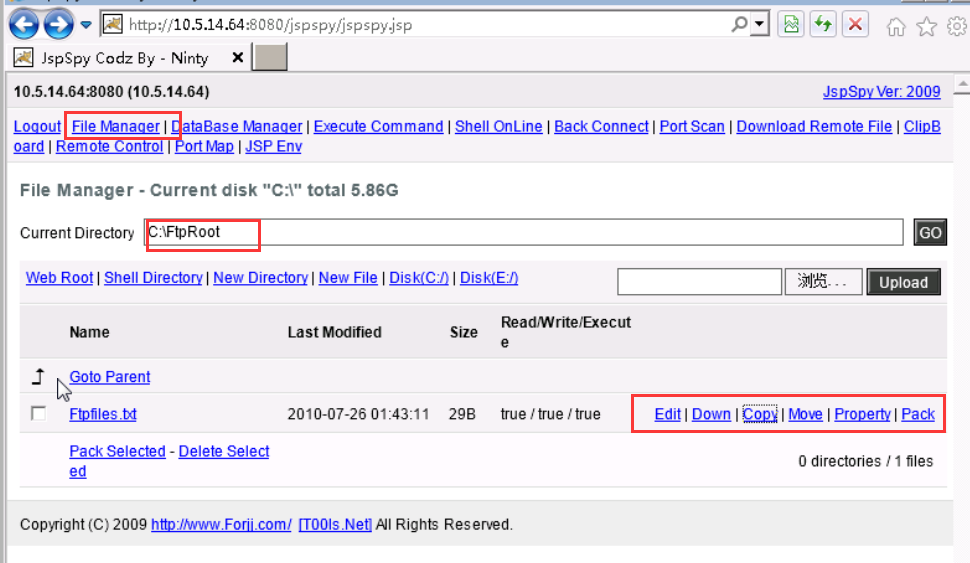 http://10.5.14.64:8080/jspspy/jspspy.jsp
JspSpy Codz By - Ninty
10.5.14.64:8080 (10.5.14.64) JspSpy Ver: 2009
Logout | File Manager | DataBase Manager | Execute Command | Shell OnLine | Back Connect | Port Scan | Download Remote File | ClipB
oard | Remote Control | Port Map | JSP Env
File Manager - Current disk "C:\" total 5.86G
Current Directory C:\FtpRoot GO
Web Root | Shell Directory | New Directory | New File | Disk(C:/) | Disk(E:/) 浏览... Upload
Name Last Modified Size Read/Write/Execut
e
Goto Parent
Ftpfiles.txt 2010-07-26 01:43:11 29B true / true / true Edit | Down | Copy | Move | Property | Pack
Pack Selected - Delete Select
ed
0 directories / 1 files
Copyright (C) 2009 http://www.Forjj.com/ [T00ls.Net] All Rights Reserved.